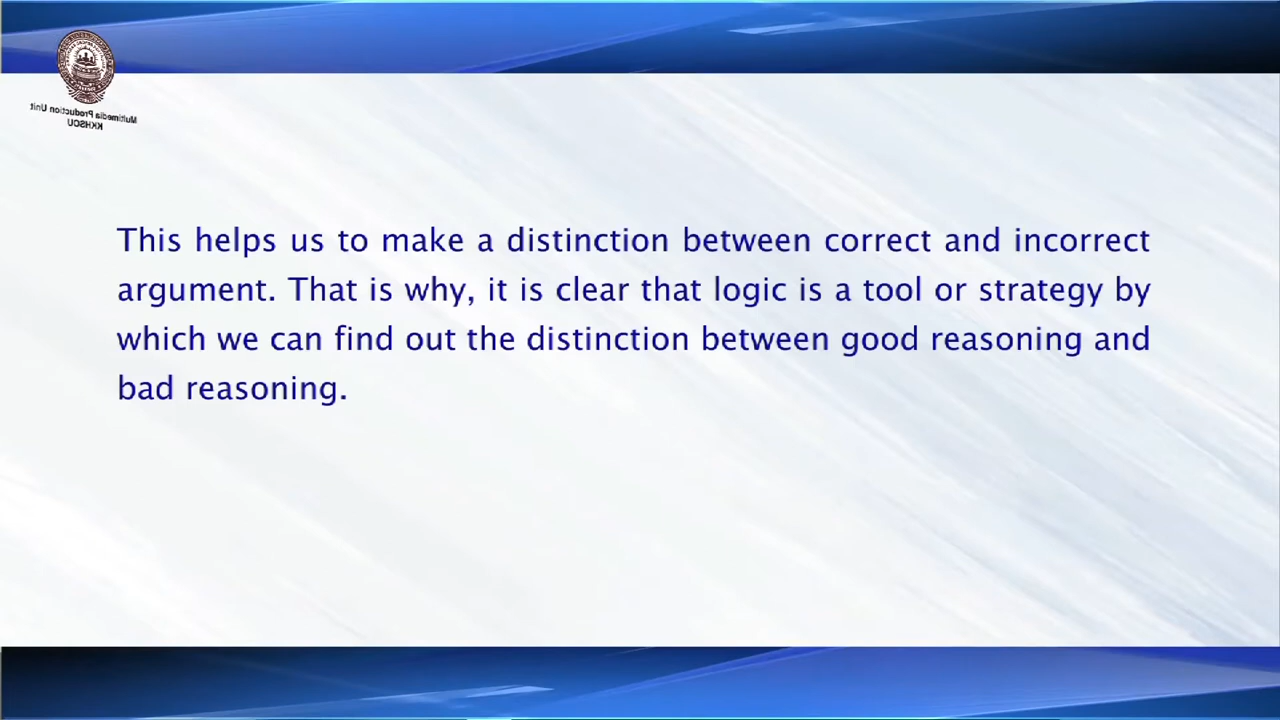 Multimedia Production Unit
KKHSOU
This helps us to make a distinction between correct and incorrect
argument. That is why, it is clear that logic is a tool or strategy by
which we can find out the distinction between good reasoning and
bad reasoning.